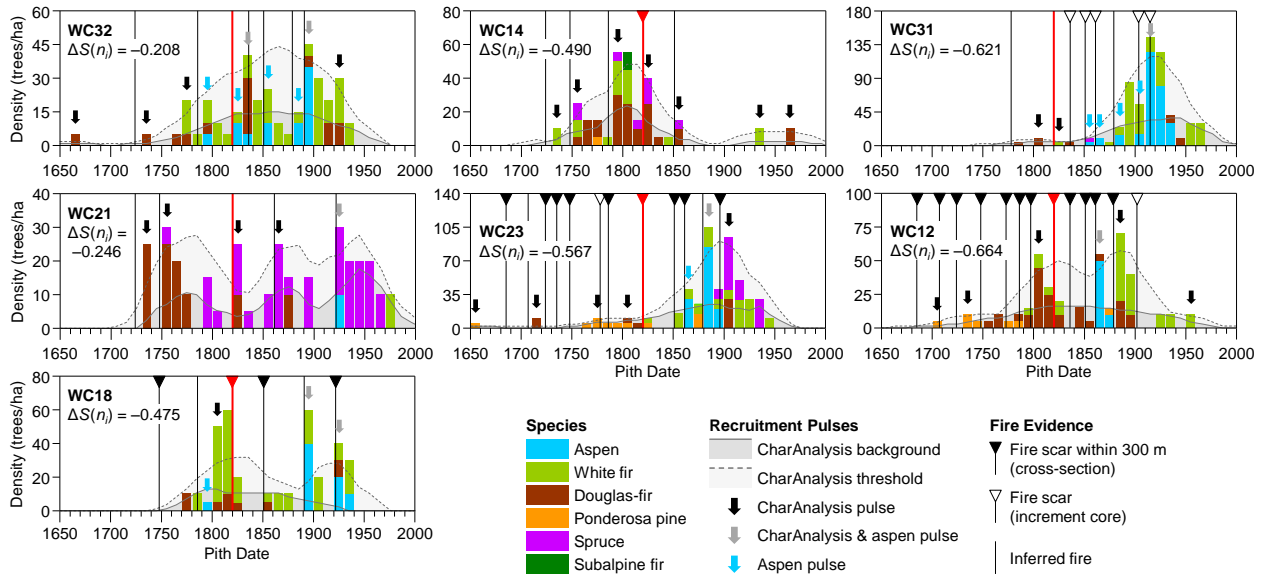 WC32
ΔS(nᵢ) = –0.208
Density (trees/ha)
60
45
30
15
0
1650 1700 1750 1800 1850 1900 1950 2000
WC14
ΔS(nᵢ) = –0.490
80
60
40
20
0
1650 1700 1750 1800 1850 1900 1950 2000
WC31
ΔS(nᵢ) = –0.621
180
135
90
45
0
1650 1700 1750 1800 1850 1900 1950 2000
WC21
ΔS(nᵢ) =
–0.246
Density (trees/ha)
40
30
20
10
0
1650 1700 1750 1800 1850 1900 1950 2000
WC23
ΔS(nᵢ) = –0.567
140
105
70
35
0
1650 1700 1750 1800 1850 1900 1950 2000
Pith Date
WC12
ΔS(nᵢ) = –0.664
100
75
50
25
0
1650 1700 1750 1800 1850 1900 1950 2000
Pith Date
WC18
ΔS(nᵢ) = –0.475
Density (trees/ha)
80
60
40
20
0
1650 1700 1750 1800 1850 1900 1950 2000
Pith Date
Species
Aspen
White fir
Douglas-fir
Ponderosa pine
Spruce
Subalpine fir
Recruitment Pulses
CharAnalysis background
CharAnalysis threshold
CharAnalysis pulse
CharAnalysis & aspen pulse
Aspen pulse
Fire Evidence
Fire scar within 300 m
(cross-section)
Fire scar
(increment core)
Inferred fire